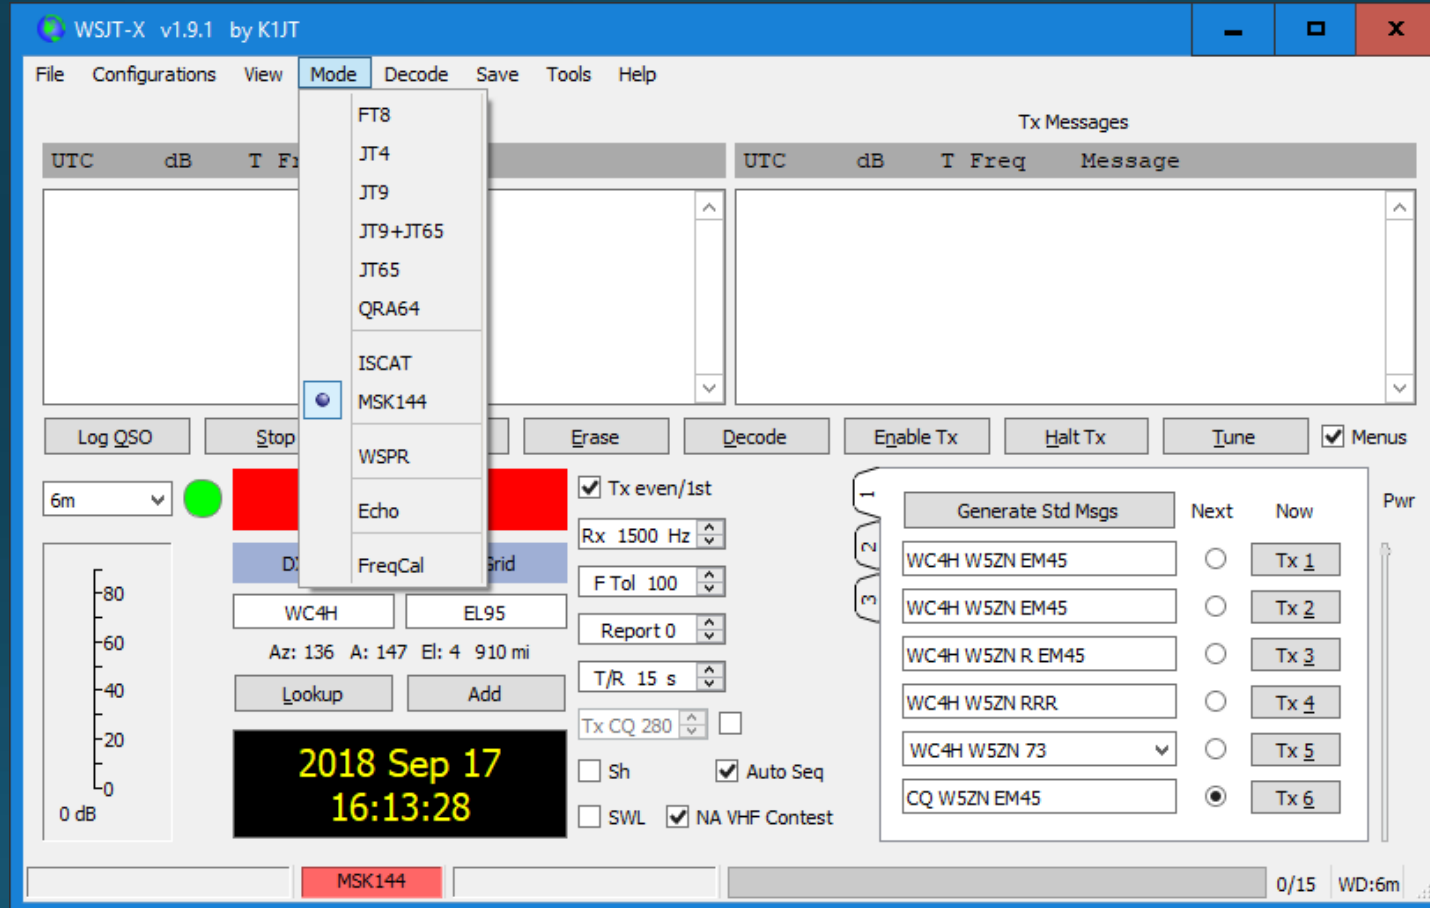 WSJT-X v1.9.1 by K1JT
File Configurations View Mode Decode Save Tools Help
FT8
JT4
JT9
JT9+JT65
JT65
QRA64
ISCAT
MSK144
WSPR
Echo
FreqCal
Tx Messages
UTC dB T
UTC dB T Freq Message
Log QSO Stop Erase Decode Enable Tx Halt Tx Tune Menus
6m
-80
-60
-40
-20
-0
0 dB
WC4H EL95
Az: 136 A: 147 El: 4 910 mi
Lookup Add
2018 Sep 17
16:13:28
Tx even/1st
Rx 1500 Hz
F Tol 100
Report 0
T/R 15 s
Tx CQ 280
Sh Auto Seq
SWL NA VHF Contest
1
2
3
Generate Std Msgs Next Now
WC4H W5ZN EM45 Tx 1
WC4H W5ZN EM45 Tx 2
WC4H W5ZN R EM45 Tx 3
WC4H W5ZN RRR Tx 4
WC4H W5ZN 73 Tx 5
CQ W5ZN EM45 Tx 6
Pwr
MSK144 0/15 WD:6m